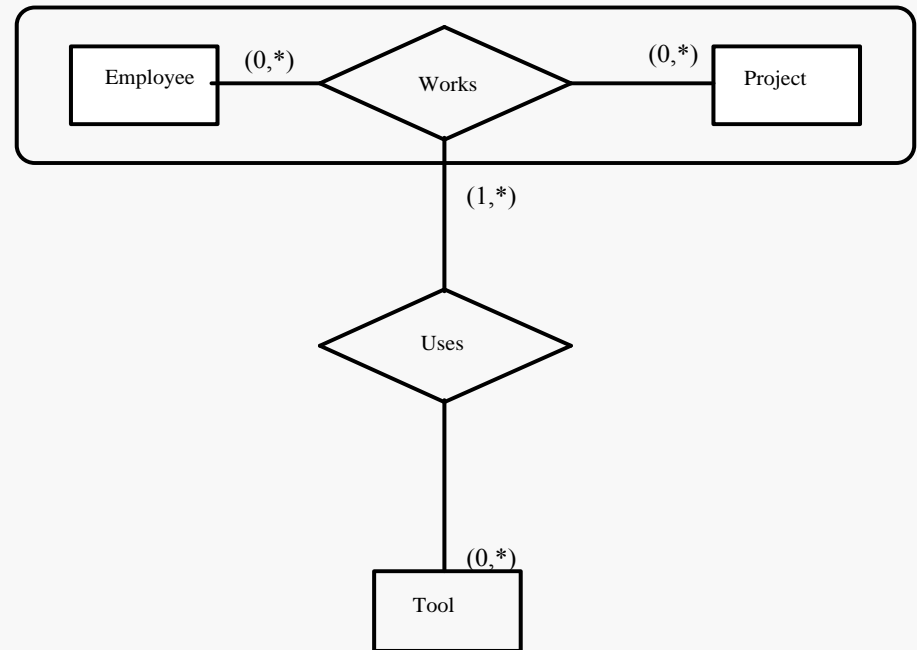 Employee (0,*) Works (0,*) Project
(1,*)
Uses
(0,*)
Tool